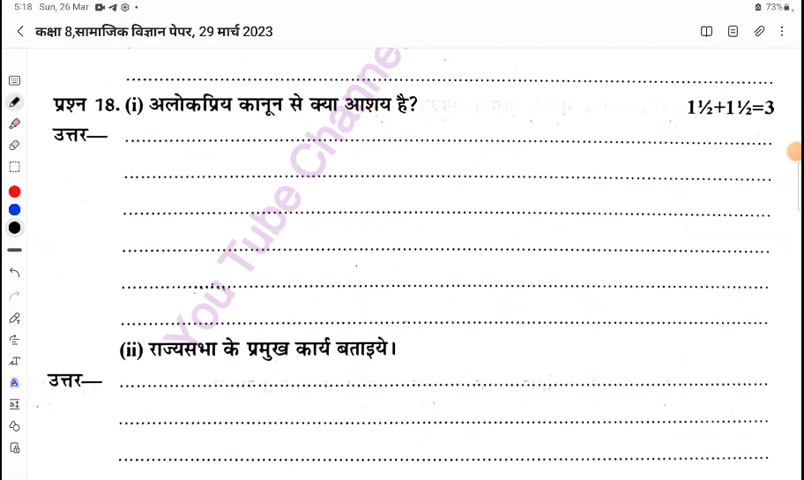 5:18 Sun, 26 Mar
73%
कक्षा 8,सामाजिक विज्ञान पेपर, 29 मार्च 2023
प्रश्न 18. (i) अलोकप्रिय कानून से क्या आशय है? 1½+1½=3
उत्तर—
You Tube Channe
(ii) राज्यसभा के प्रमुख कार्य बताइये।
उत्तर—